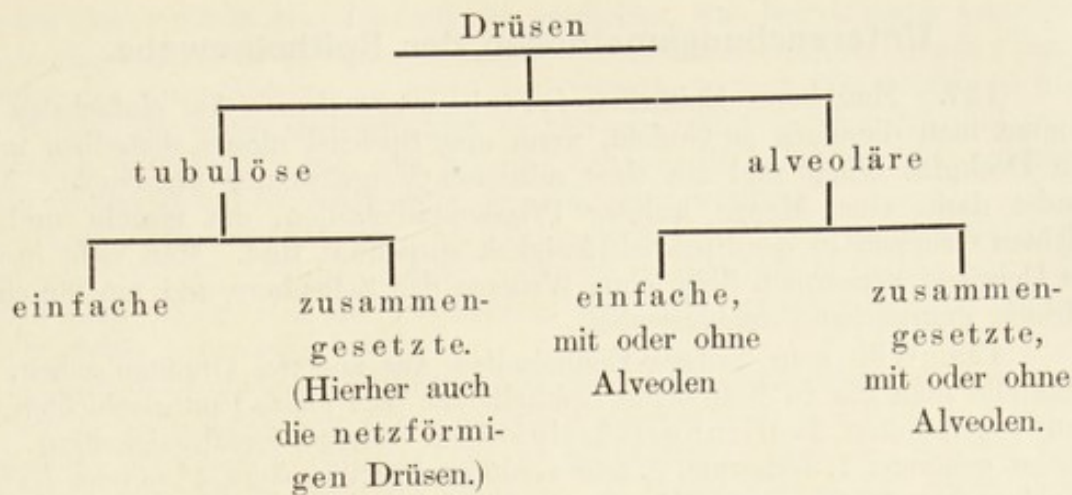 Drüsen
tubulöse
alveoläre
einfache
zusammen-
gesetzte.
(Hierher auch
die netzförmi-
gen Drüsen.)
einfache,
mit oder ohne
Alveolen
zusammen-
gesetzte,
mit oder ohne
Alveolen.